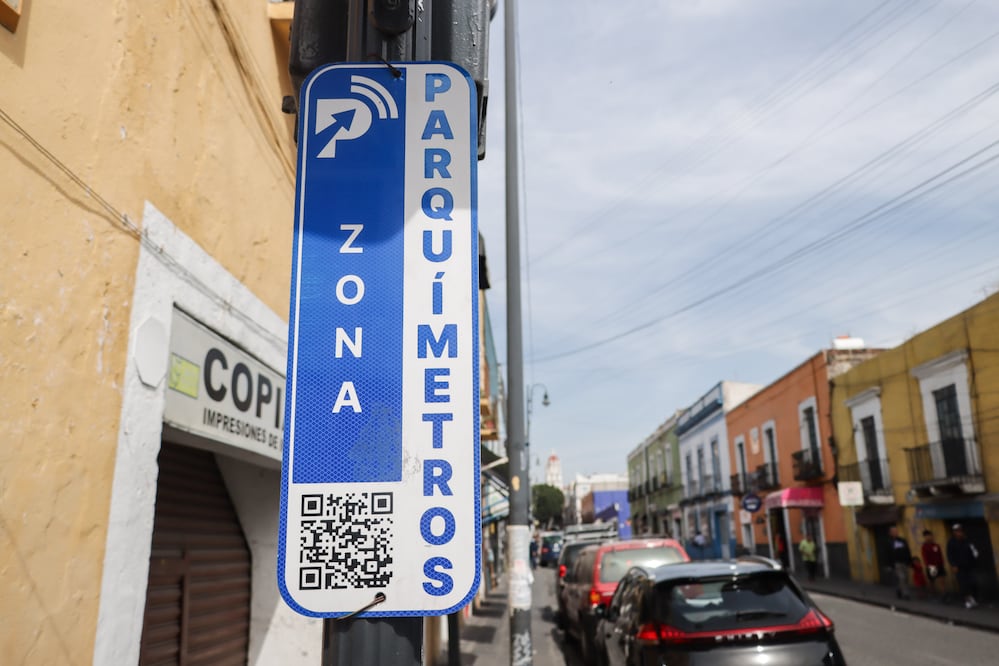 ZONA
PARQUÍMETROS
COPI
IMPRESIONES DE